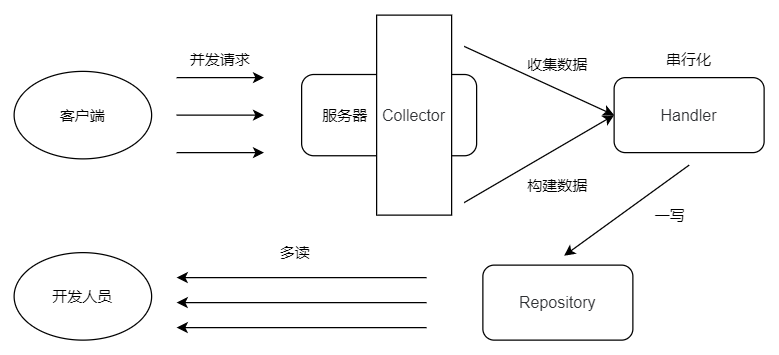 并发请求
收集数据
串行化
客户端
服务器
Collector
Handler
构建数据
一写
多读
开发人员
Repository